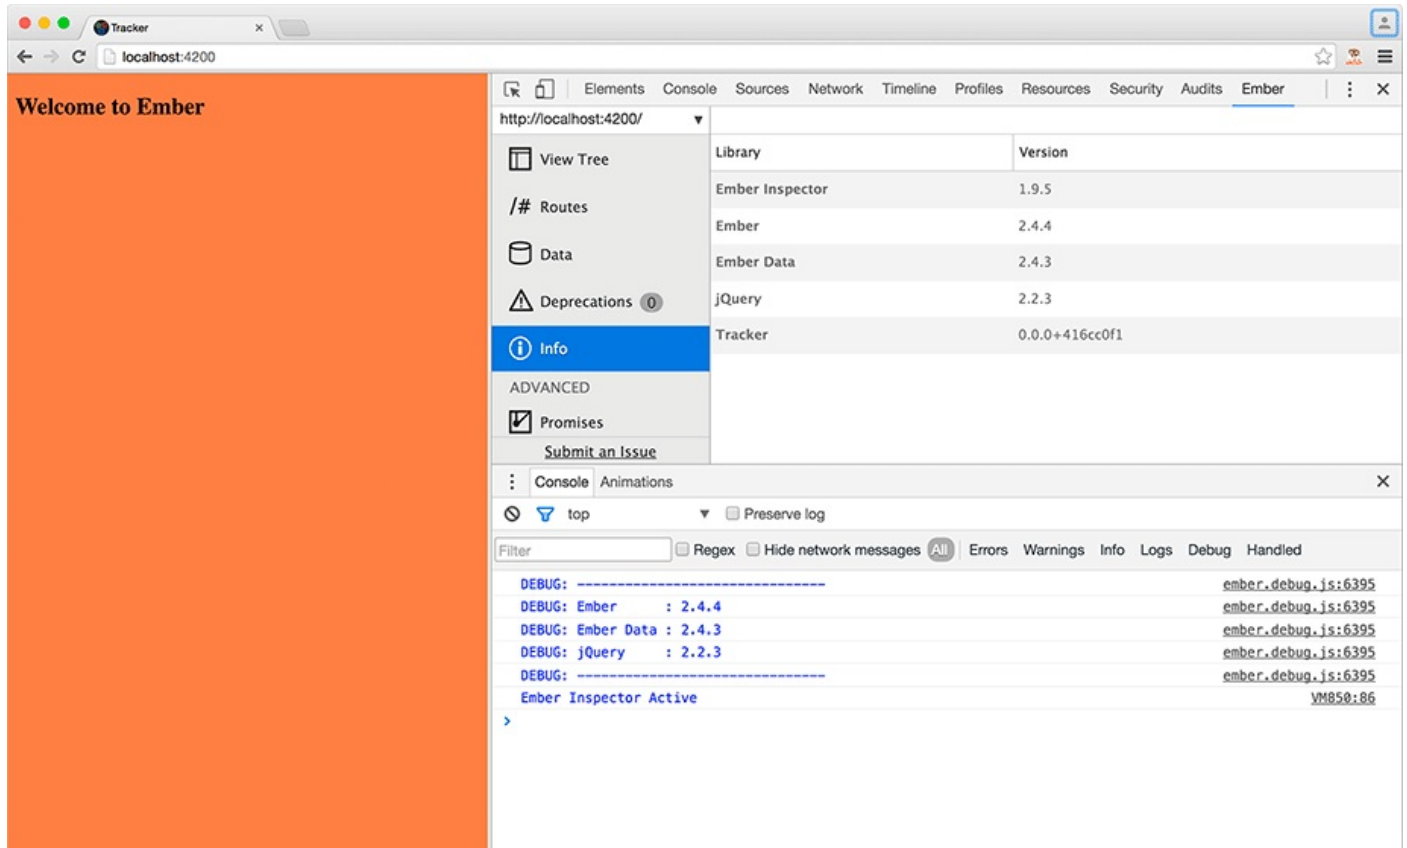 Tracker
localhost:4200
Welcome to Ember
Elements Console Sources Network Timeline Profiles Resources Security Audits Ember
http://localhost:4200/
View Tree
/# Routes
Data
Deprecations 0
Info
ADVANCED
Promises
Submit an Issue
Library Version
Ember Inspector 1.9.5
Ember 2.4.4
Ember Data 2.4.3
jQuery 2.2.3
Tracker 0.0.0+416cc0f1
Console Animations
top Preserve log
Filter Regex Hide network messages All Errors Warnings Info Logs Debug Handled
DEBUG: ------------------------------- ember.debug.js:6395
DEBUG: Ember : 2.4.4 ember.debug.js:6395
DEBUG: Ember Data : 2.4.3 ember.debug.js:6395
DEBUG: jQuery : 2.2.3 ember.debug.js:6395
DEBUG: ------------------------------- ember.debug.js:6395
Ember Inspector Active VM850:86
>